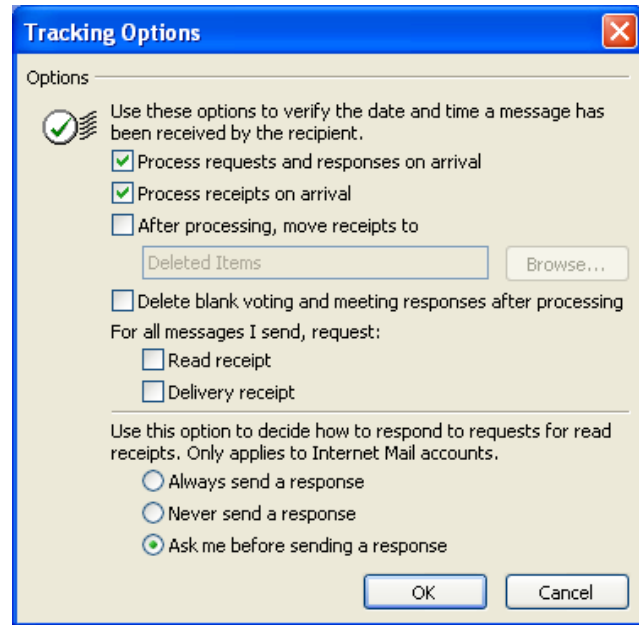 Tracking Options
Options
Use these options to verify the date and time a message has
been received by the recipient.
Process requests and responses on arrival
Process receipts on arrival
After processing, move receipts to
Deleted Items
Browse...
Delete blank voting and meeting responses after processing
For all messages I send, request:
Read receipt
Delivery receipt
Use this option to decide how to respond to requests for read
receipts. Only applies to Internet Mail accounts.
Always send a response
Never send a response
Ask me before sending a response
OK
Cancel